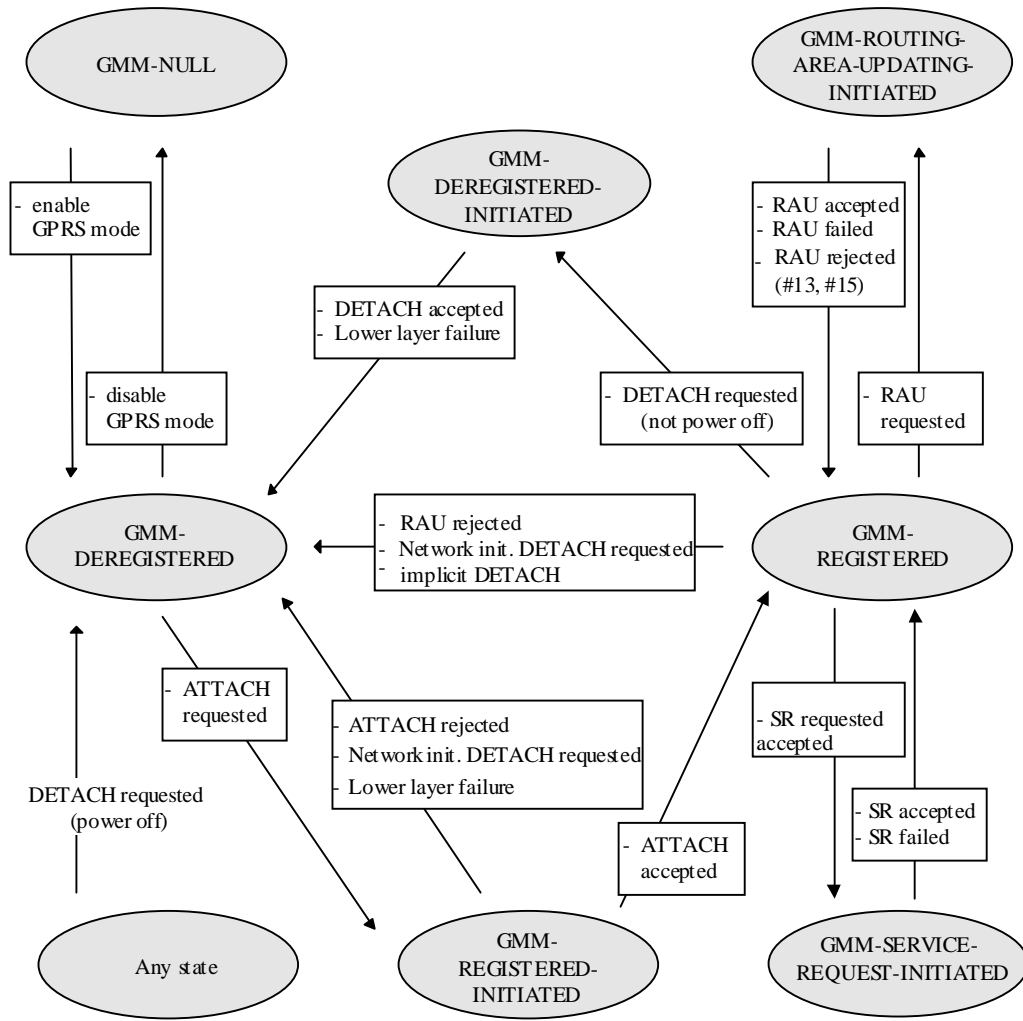 GMM-NULL
GMM-ROUTING-
AREA-UPDATING-
INITIATED
GMM-
DEREGISTERED-
INITIATED
- enable
GPRS mode
- RAU accepted
- RAU failed
- RAU rejected
(#13, #15)
- DETACH accepted
- Lower layer failure
- disable
GPRS mode
- DETACH requested
(not power off)
- RAU
requested
GMM-
DEREGISTERED
- RAU rejected
- Network init. DETACH requested
- implicit DETACH
GMM-
REGISTERED
- ATTACH
requested
- ATTACH rejected
- Network init. DETACH requested
- Lower layer failure
- SR requested
accepted
DETACH requested
(power off)
- ATTACH
accepted
- SR accepted
- SR failed
Any state
GMM-
REGISTERED-
INITIATED
GMM-SERVICE-
REQUEST-INITIATED